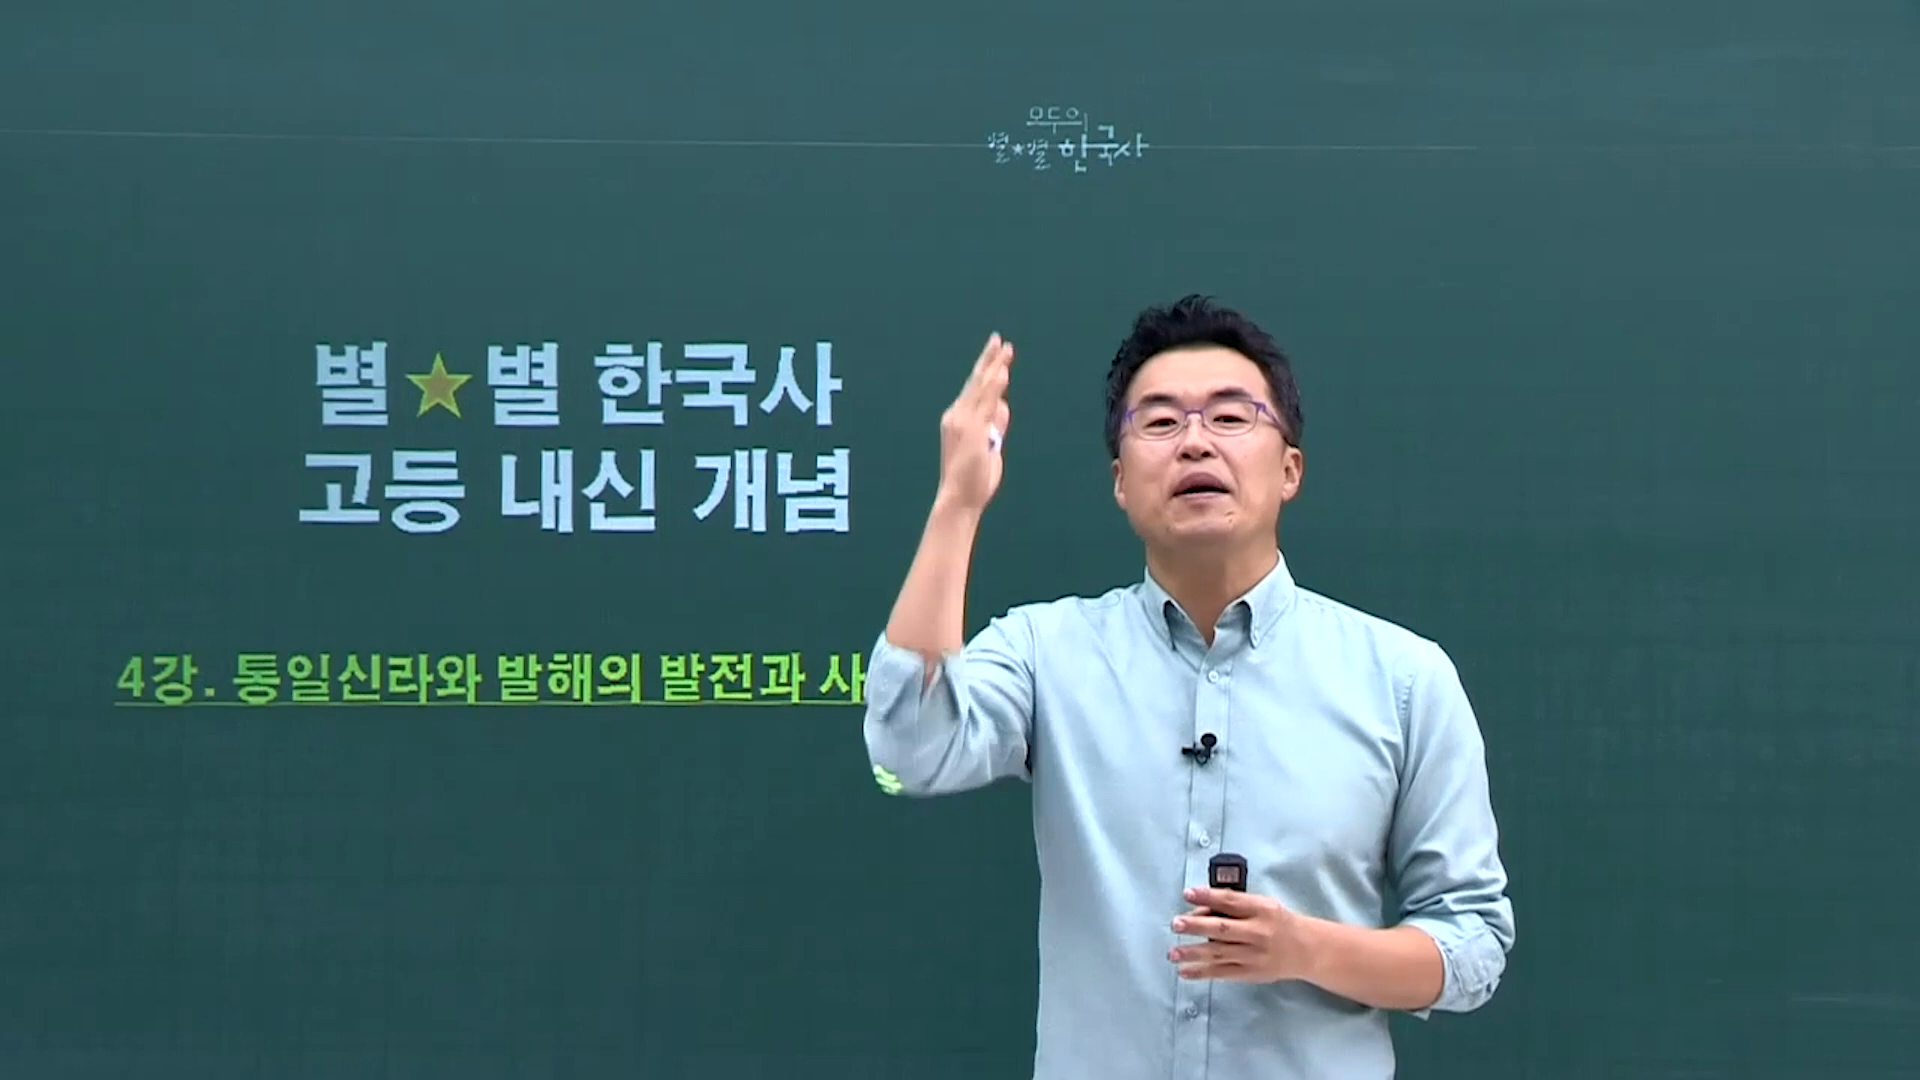 모두의
별★별 한국사
별★별 한국사
고등 내신 개념
4강. 통일신라와 발해의 발전과 사